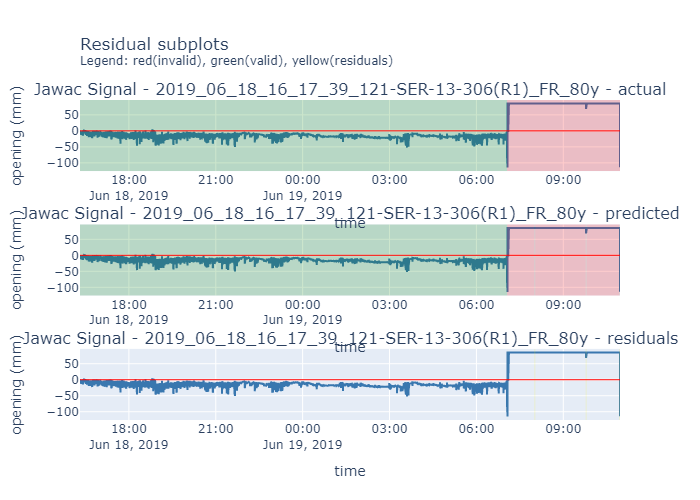 Residual subplots
Legend: red(invalid), green(valid), yellow(residuals)
Jawac Signal - 2019_06_18_16_17_39_121-SER-13-306(R1)_FR_80y - actual
opening (mm)
50
0
−50
−100
18:00 21:00 00:00 03:00 06:00 09:00
Jun 18, 2019 Jun 19, 2019
time
Jawac Signal - 2019_06_18_16_17_39_121-SER-13-306(R1)_FR_80y - predicted
opening (mm)
50
0
−50
−100
18:00 21:00 00:00 03:00 06:00 09:00
Jun 18, 2019 Jun 19, 2019
time
Jawac Signal - 2019_06_18_16_17_39_121-SER-13-306(R1)_FR_80y - residuals
opening (mm)
50
0
−50
−100
18:00 21:00 00:00 03:00 06:00 09:00
Jun 18, 2019 Jun 19, 2019
time